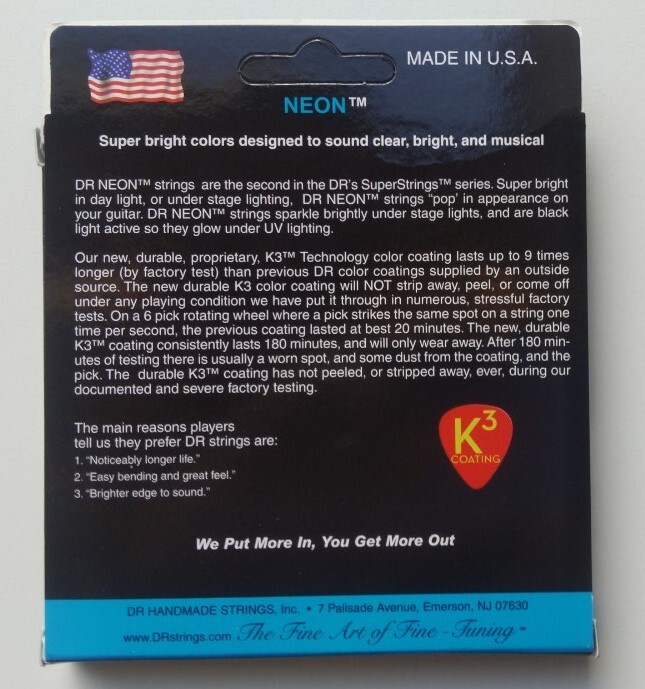 MADE IN U.S.A.
NEON™
Super bright colors designed to sound clear, bright, and musical
DR NEON™ strings are the second in the DR's SuperStrings™ series. Super bright
in day light, or under stage lighting, DR NEON™ strings "pop' in appearance on
your guitar. DR NEON™ strings sparkle brightly under stage lights, and are black
light active so they glow under UV lighting.
Our new, durable, proprietary, K3™ Technology color coating lasts up to 9 times
longer (by factory test) than previous DR color coatings supplied by an outside
source. The new durable K3 color coating will NOT strip away, peel, or come off
under any playing condition we have put it through in numerous, stressful factory
tests. On a 6 pick rotating wheel where a pick strikes the same spot on a string one
time per second, the previous coating lasted at best 20 minutes. The new, durable
K3™ coating consistently lasts 180 minutes, and will only wear away. After 180 min-
utes of testing there is usually a worn spot, and some dust from the coating, and the
pick. The durable K3™ coating has not peeled, or stripped away, ever, during our
documented and severe factory testing.
The main reasons players
tell us they prefer DR strings are:
1. "Noticeably longer life."
2. "Easy bending and great feel."
3. "Brighter edge to sound."
K3
COATING
We Put More In, You Get More Out
DR HANDMADE STRINGS, Inc. • 7 Palisade Avenue, Emerson, NJ 07630
www.DRstrings.com The Fine Art of Fine-Tuning™